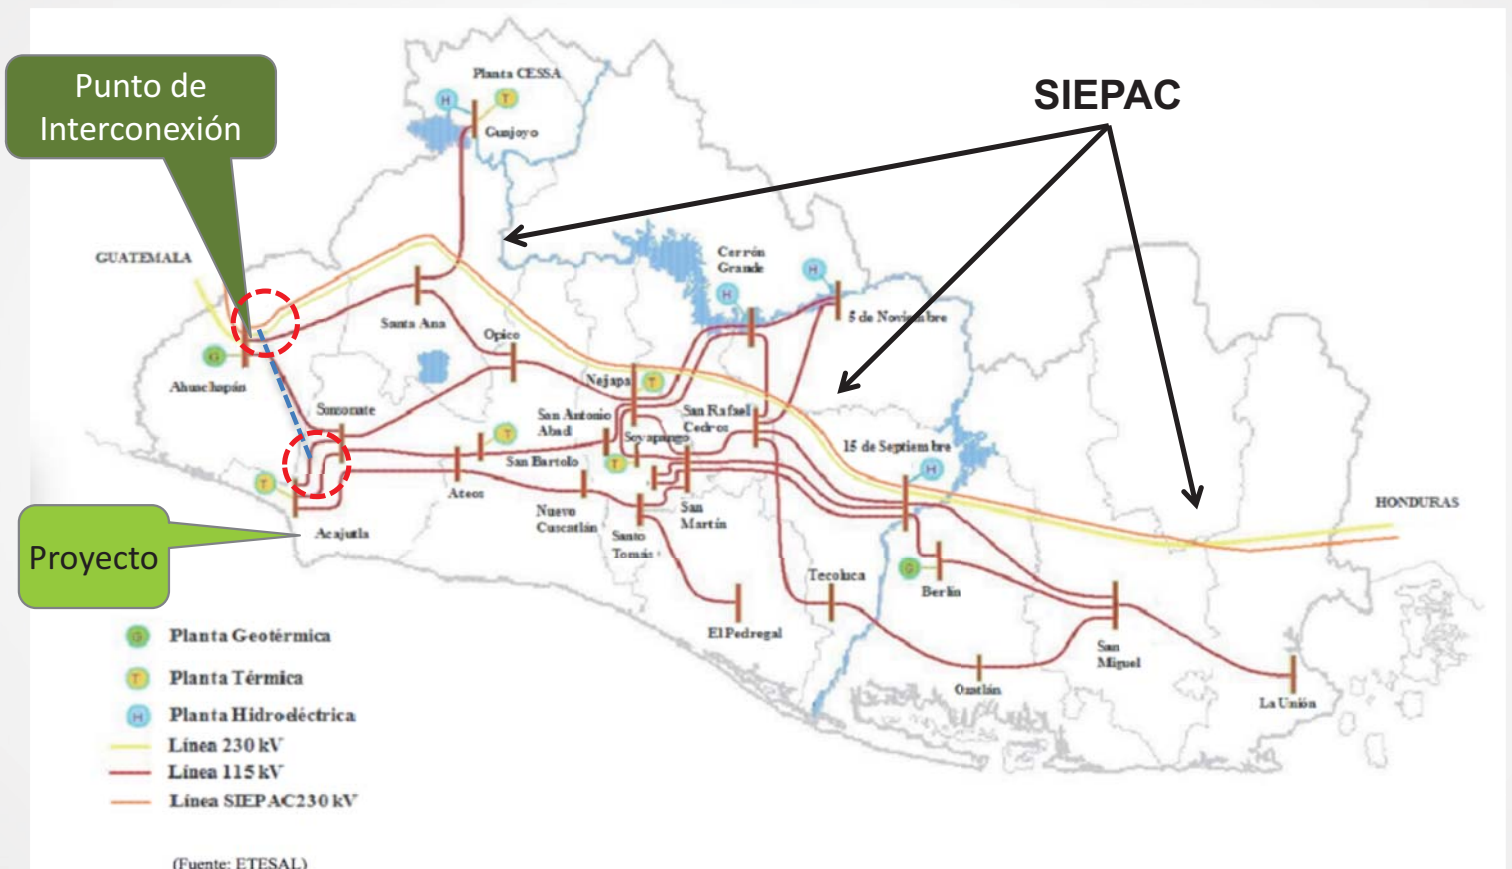 Punto de
Interconexión
SIEPAC
Planta CESSA
H
T
Guajoyo
GUATEMALA
Cerrón
Grande
H
H
5 de Noviembre
Santa Ana
Opico
G
Ahuachapán
Nejapa
T
Sonsonate
San Antonio
Abad
San Rafael
Cedros
Soyapango
15 de Septiembre
H
T
San Bartolo
T
T
Ateos
Nuevo
Cuscatlán
Santo
Tomás
San
Martín
HONDURAS
Acajutla
Proyecto
G
Berlín
Tecoluca
El Pedregal
San
Miguel
Ozatlán
La Unión
G Planta Geotérmica
T Planta Térmica
H Planta Hidroeléctrica
Línea 230 kV
Línea 115 kV
Línea SIEPAC230 kV
(Fuente: ETESAL)